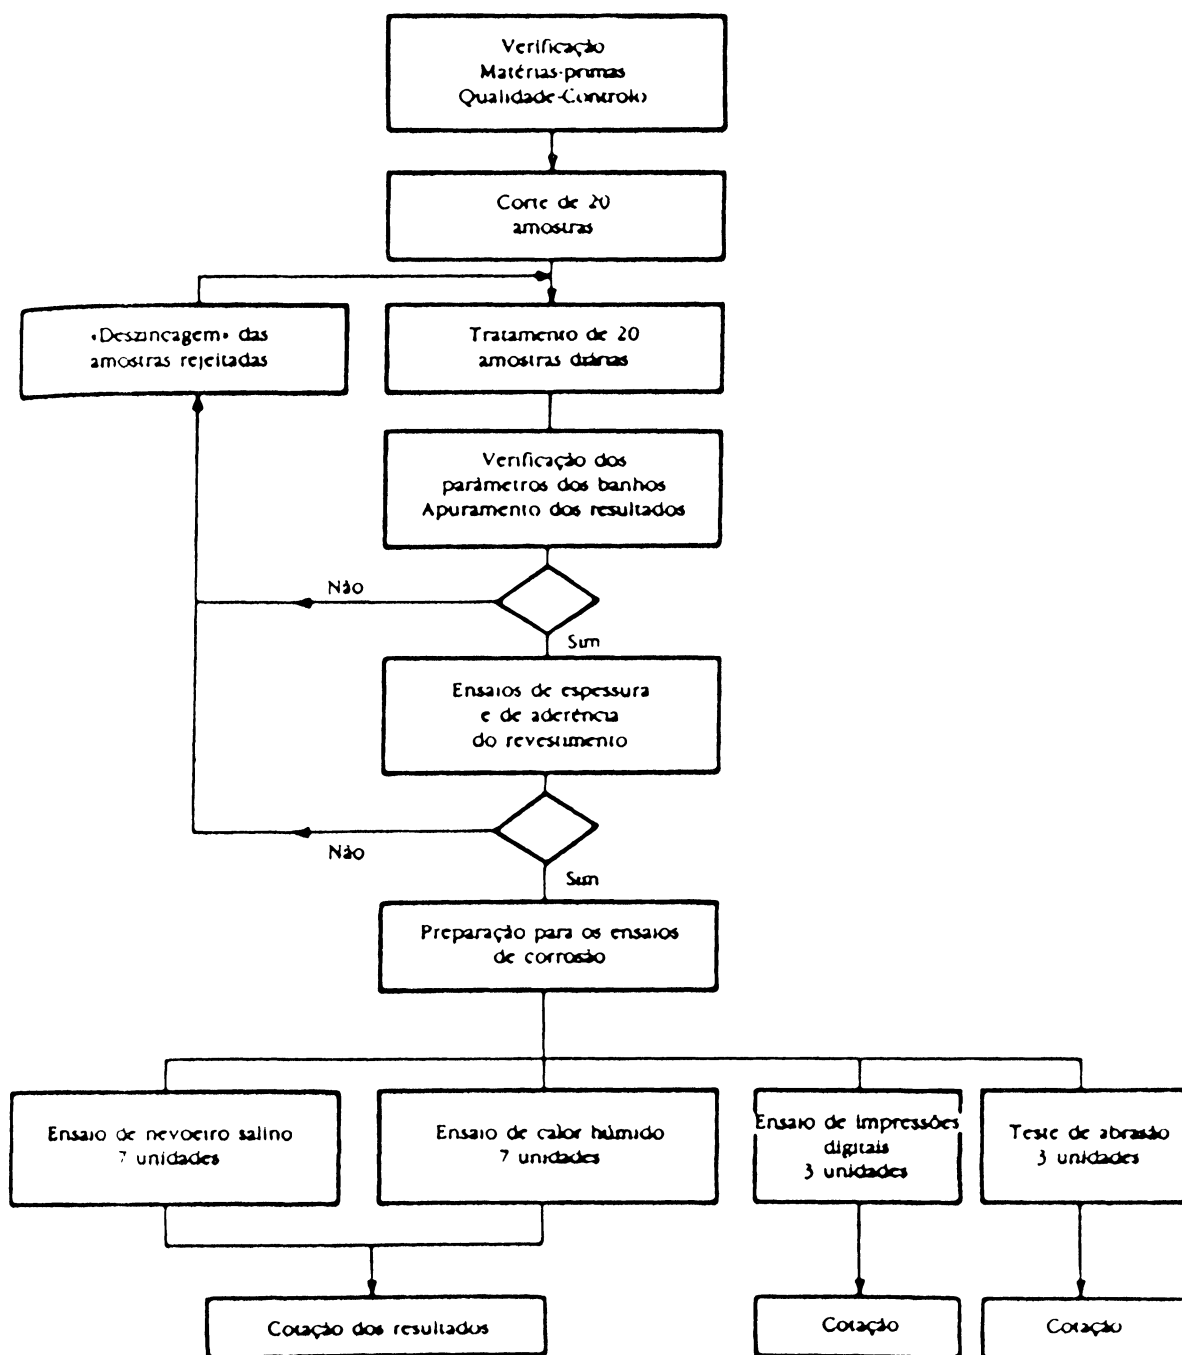 Verificação
Matérias-primas
Qualidade-Controlo
Corte de 20
amostras
«Deszincagem» das
amostras rejeitadas
Tratamento de 20
amostras diárias
Verificação dos
parâmetros dos banhos
Apuramento dos resultados
Não
Sim
Ensaios de espessura
e de aderência
do revestimento
Não
Sim
Preparação para os ensaios
de corrosão
Ensaio de nevoeiro salino
7 unidades
Ensaio de calor húmido
7 unidades
Ensaio de impressões
digitais
3 unidades
Teste de abrasão
3 unidades
Cotação dos resultados
Cotação
Cotação